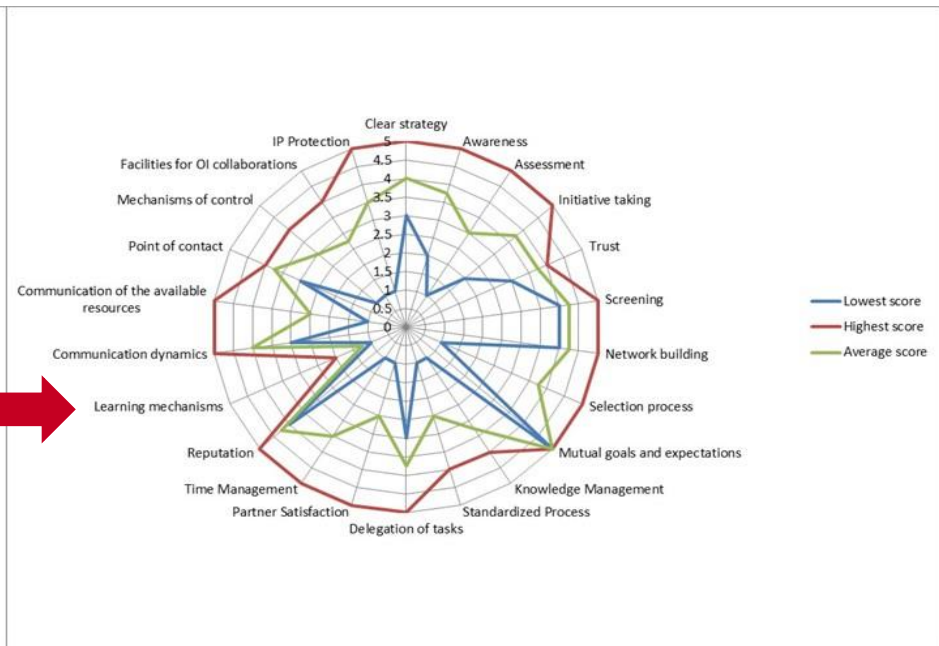 Clear strategy
Awareness
Assessment
Initiative taking
Trust
Screening
Network building
Selection process
Mutual goals and expectations
Knowledge Management
Standardized Process
Delegation of tasks
Partner Satisfaction
Time Management
Reputation
Learning mechanisms
Communication dynamics
Communication of the available
resources
Point of contact
Mechanisms of control
Facilities for OI collaborations
IP Protection
5
4.5
4
3.5
3
2.5
2
1.5
1
0.5
0
Lowest score
Highest score
Average score